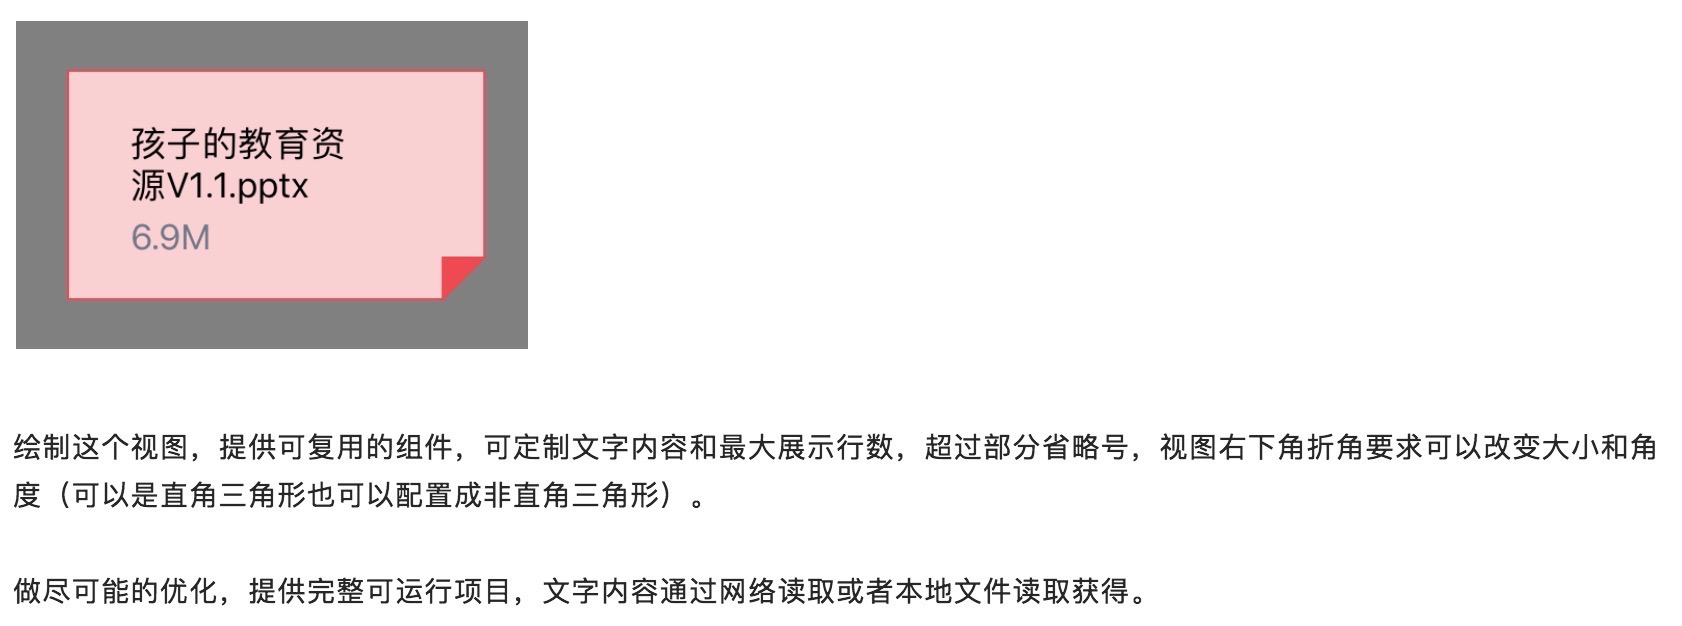 孩子的教育资
源V1.1.pptx
6.9M
绘制这个视图，提供可复用的组件，可定制文字内容和最大展示行数，超过部分省略号，视图右下角折角要求可以改变大小和角
度（可以是直角三角形也可以配置成非直角三角形）。
做尽可能的优化，提供完整可运行项目，文字内容通过网络读取或者本地文件读取获得。